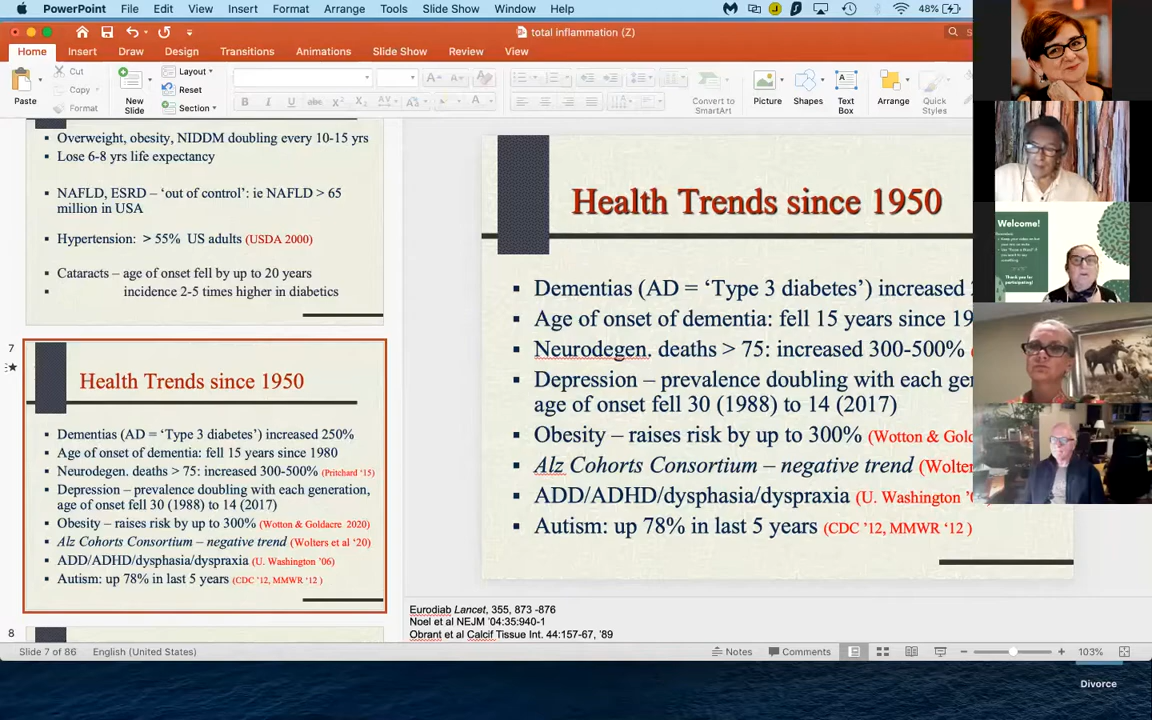 PowerPoint File Edit View Insert Format Arrange Tools Slide Show Window Help 48%
total inflammation (Z)
Home Insert Draw Design Transitions Animations Slide Show Review View
Paste Cut Copy Format New Slide Layout Reset Section Convert to SmartArt Picture Shapes Text Box Arrange Quick Styles
Overweight, obesity, NIDDM doubling every 10-15 yrs
Lose 6-8 yrs life expectancy
NAFLD, ESRD – ‘out of control’: ie NAFLD > 65
million in USA
Hypertension: > 55% US adults (USDA 2000)
Cataracts – age of onset fell by up to 20 years
incidence 2-5 times higher in diabetics
7
Health Trends since 1950
Dementias (AD = ‘Type 3 diabetes’) increased 250%
Age of onset of dementia: fell 15 years since 1980
Neurodegen. deaths > 75: increased 300-500% (Pritchard ‘15)
Depression – prevalence doubling with each generation,
age of onset fell 30 (1988) to 14 (2017)
Obesity – raises risk by up to 300% (Wotton & Goldacre 2020)
Alz Cohorts Consortium – negative trend (Wolters et al ‘20)
ADD/ADHD/dysphasia/dyspraxia (U. Washington ’06)
Autism: up 78% in last 5 years (CDC ’12, MMWR ‘12 )
8
Health Trends since 1950
Dementias (AD = ‘Type 3 diabetes’) increased
Age of onset of dementia: fell 15 years since 19
Neurodegen. deaths > 75: increased 300-500%
Depression – prevalence doubling with each gen
age of onset fell 30 (1988) to 14 (2017)
Obesity – raises risk by up to 300% (Wotton & Gold
Alz Cohorts Consortium – negative trend (Wolter
ADD/ADHD/dysphasia/dyspraxia (U. Washington ’0
Autism: up 78% in last 5 years (CDC ’12, MMWR ‘12 )
Eurodiab Lancet, 355, 873 -876
Noel et al NEJM '04:35:940-1
Obrant et al Calcif Tissue Int. 44:157-67, '89
Welcome!
Thank you for
participating!
Slide 7 of 86 English (United States) Notes Comments 103%
Divorce